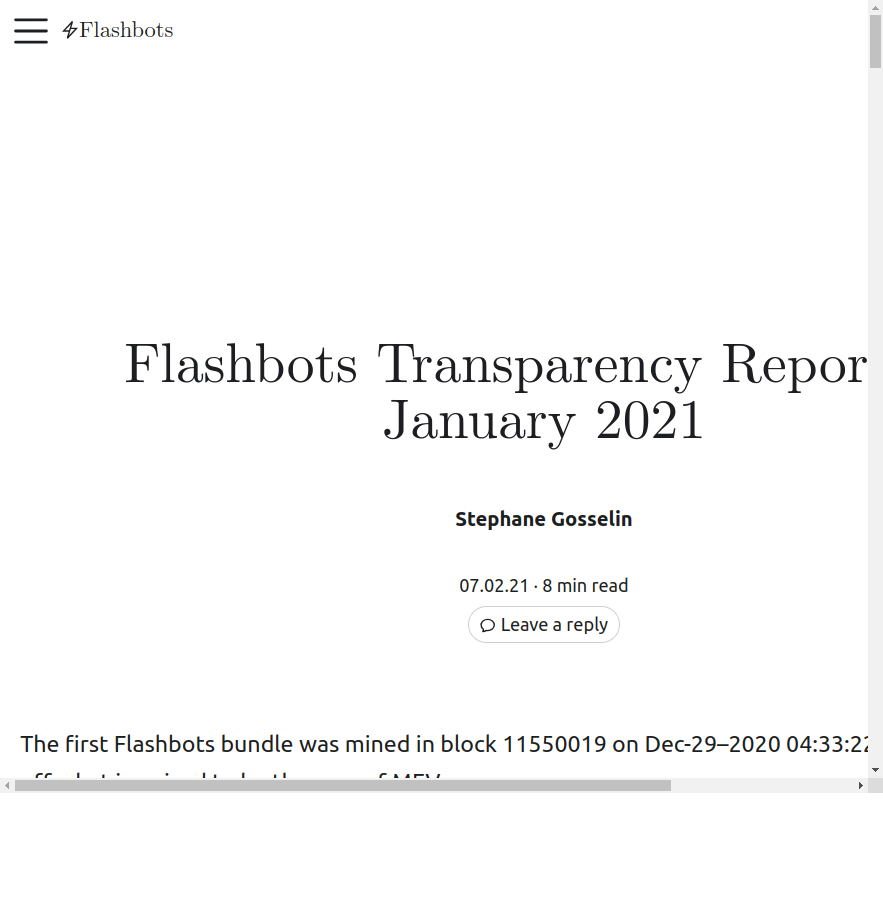 Flashbots
Flashbots Transparency Repor
January 2021
Stephane Gosselin
07.02.21 · 8 min read
Leave a reply
The first Flashbots bundle was mined in block 11550019 on Dec-29–2020 04:33:22